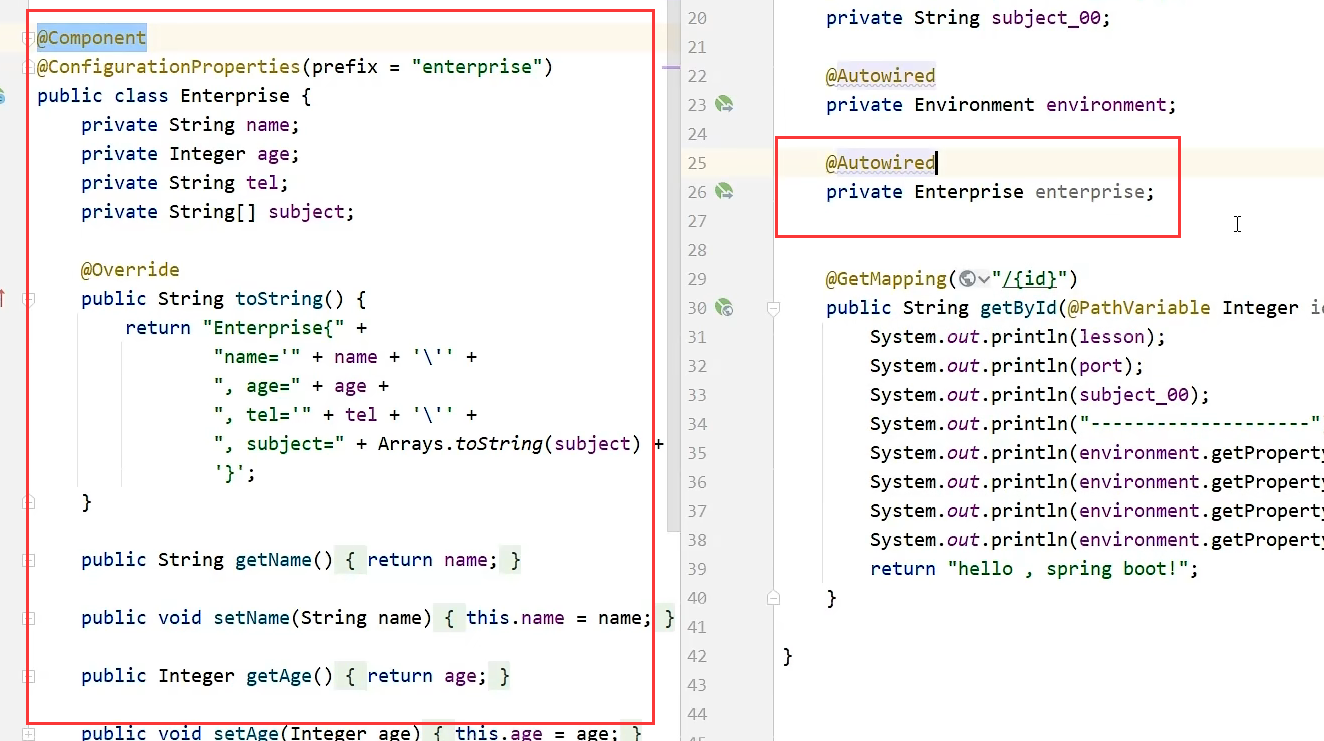 @Component
@ConfigurationProperties(prefix = "enterprise")
public class Enterprise {
private String name;
private Integer age;
private String tel;
private String[] subject;
@Override
public String toString() {
return "Enterprise{" +
"name='" + name + '\'' +
", age=" + age +
", tel='" + tel + '\'' +
", subject=" + Arrays.toString(subject) +
'}';
}
public String getName() { return name; }
public void setName(String name) { this.name = name; }
public Integer getAge() { return age; }
public void setAge(Integer age) { this.age = age; }
20 private String subject_00;
21
22 @Autowired
23 private Environment environment;
24
25 @Autowired
26 private Enterprise enterprise;
27
28
29 @GetMapping("/{id}")
30 public String getById(@PathVariable Integer
31 System.out.println(lesson);
32 System.out.println(port);
33 System.out.println(subject_00);
34 System.out.println("--------------------"
35 System.out.println(environment.getProperty
36 System.out.println(environment.getProperty
37 System.out.println(environment.getProperty
38 System.out.println(environment.getProperty
39 return "hello , spring boot!";
40 }
41
42 }
43
44